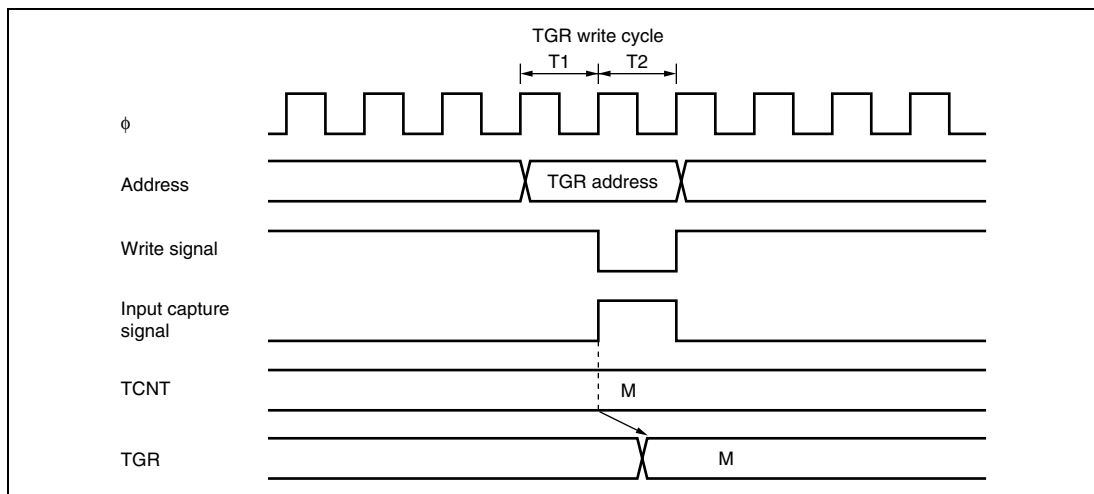 TGR write cycle
T1 T2
ϕ
Address
TGR address
Write signal
Input capture
signal
TCNT
M
TGR
M